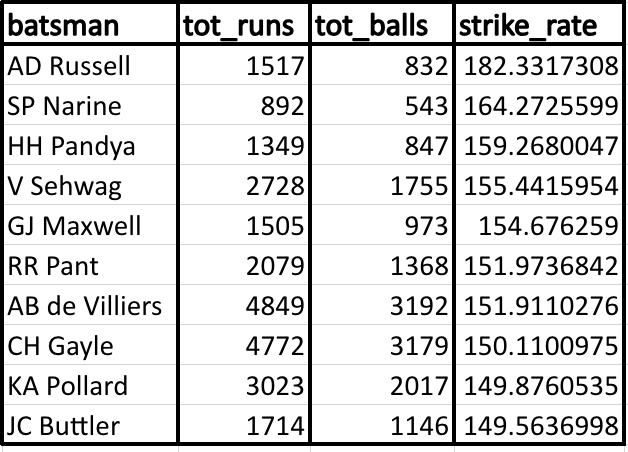 batsman tot_runs tot_balls strike_rate
AD Russell 1517 832 182.3317308
SP Narine 892 543 164.2725599
HH Pandya 1349 847 159.2680047
V Sehwag 2728 1755 155.4415954
GJ Maxwell 1505 973 154.676259
RR Pant 2079 1368 151.9736842
AB de Villiers 4849 3192 151.9110276
CH Gayle 4772 3179 150.1100975
KA Pollard 3023 2017 149.8760535
JC Buttler 1714 1146 149.5636998